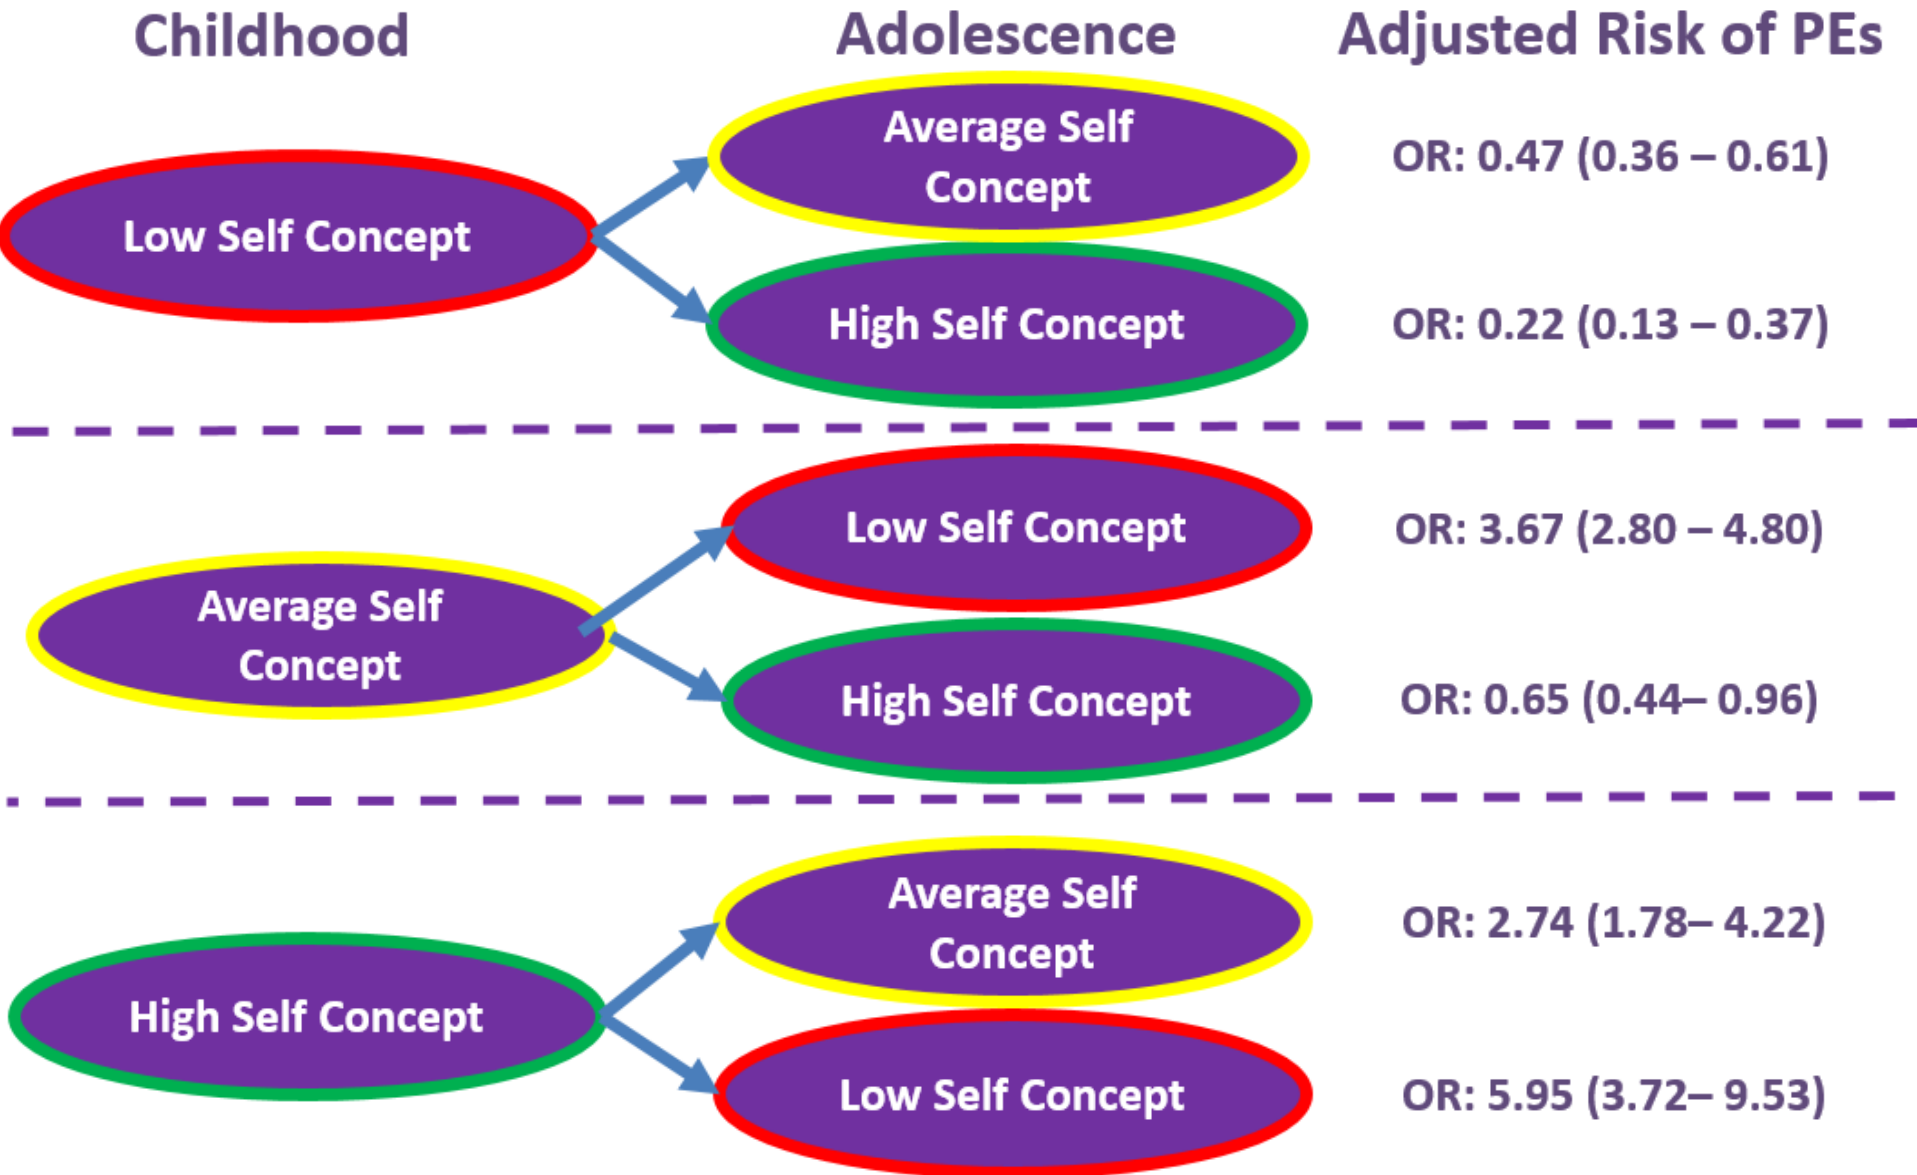 Childhood
Adolescence
Adjusted Risk of PEs
Low Self Concept
Average Self
Concept
OR: 0.47 (0.36 – 0.61)
High Self Concept
OR: 0.22 (0.13 – 0.37)
Average Self
Concept
Low Self Concept
OR: 3.67 (2.80 – 4.80)
High Self Concept
OR: 0.65 (0.44– 0.96)
High Self Concept
Average Self
Concept
OR: 2.74 (1.78– 4.22)
Low Self Concept
OR: 5.95 (3.72– 9.53)